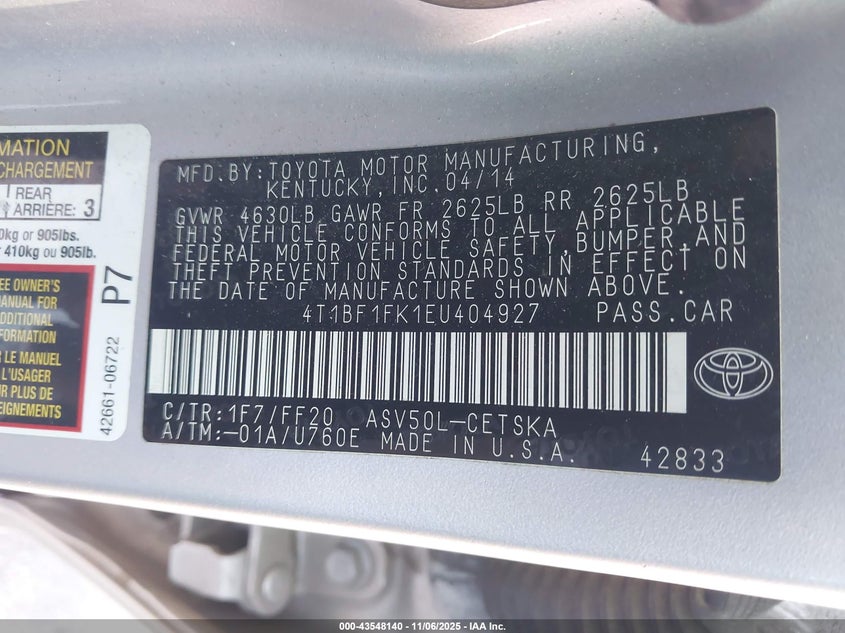 MATION
CHARGEMENT
REAR
ARRIÈRE: 3
kg or 905lbs.
410kg ou 905lb.
EE OWNER'S
MANUAL FOR
ADDITIONAL
FORMATION
LE MANUEL
L'USAGER
UR PLUS DE
EIGNEMENTS
P7
42661-06722
MFD.BY:TOYOTA MOTOR MANUFACTURING,
KENTUCKY, INC.04/14
GVWR 4630LB GAWR FR 2625LB RR 2625LB
THIS VEHICLE CONFORMS TO ALL APPLICABLE
FEDERAL MOTOR VEHICLE SAFETY,BUMPER,AND
THEFT PREVENTION STANDARDS IN EFFECT ON
THE DATE OF MANUFACTURE SHOWN ABOVE.
4T1BF1FK1EU404927 PASS.CAR
C/TR:1F7/FF20 ASV50L-CETSKA
A/TM:-01A/U760E MADE IN U.S.A.
42833
000-43548140 - 11/06/2025 - IAA Inc.